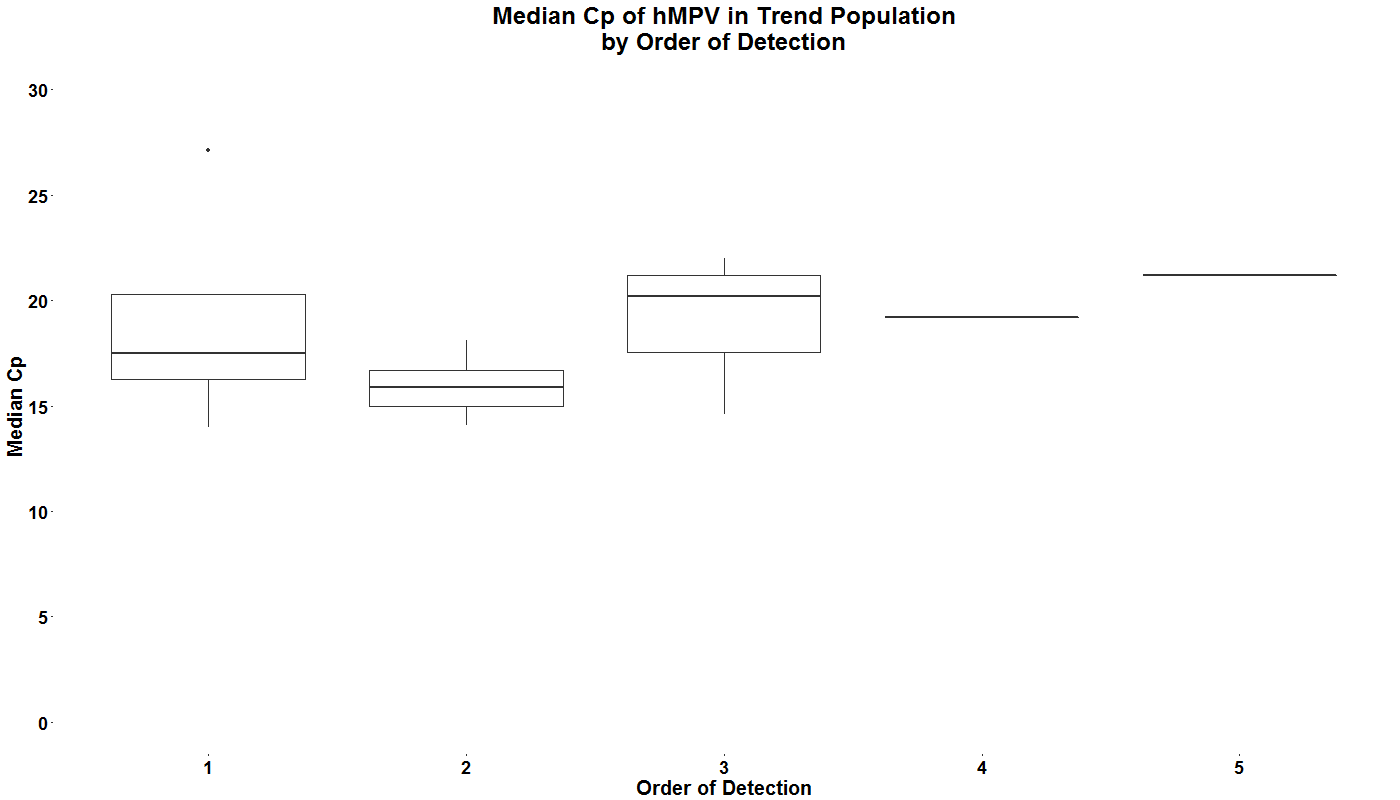 Median Cp of hMPV in Trend Population
by Order of Detection
30
25
20
15
10
5
0
Median Cp
1 2 3 4 5
Order of Detection